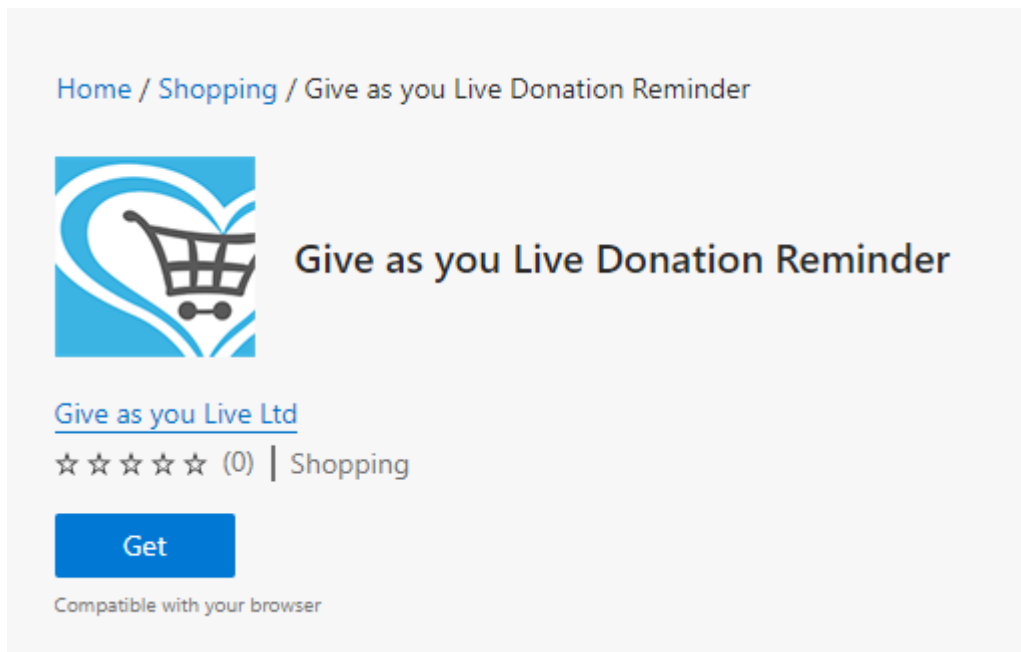 Home / Shopping / Give as you Live Donation Reminder
Give as you Live Donation Reminder
Give as you Live Ltd
(0) | Shopping
Get
Compatible with your browser